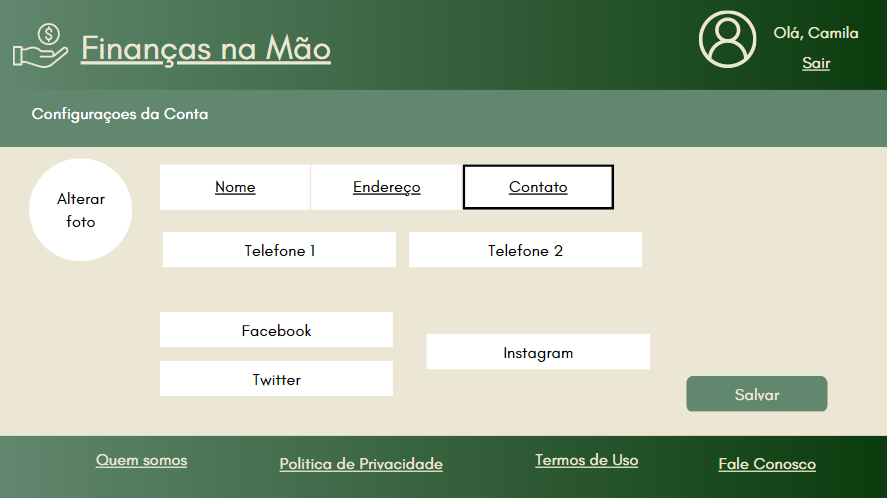 $
Finanças na Mão
Olá, Camila
Sair
Configuraçoes da Conta
Alterar
foto
Nome
Endereço
Contato
Telefone 1
Telefone 2
Facebook
Instagram
Twitter
Salvar
Quem somos
Politica de Privacidade
Termos de Uso
Fale Conosco